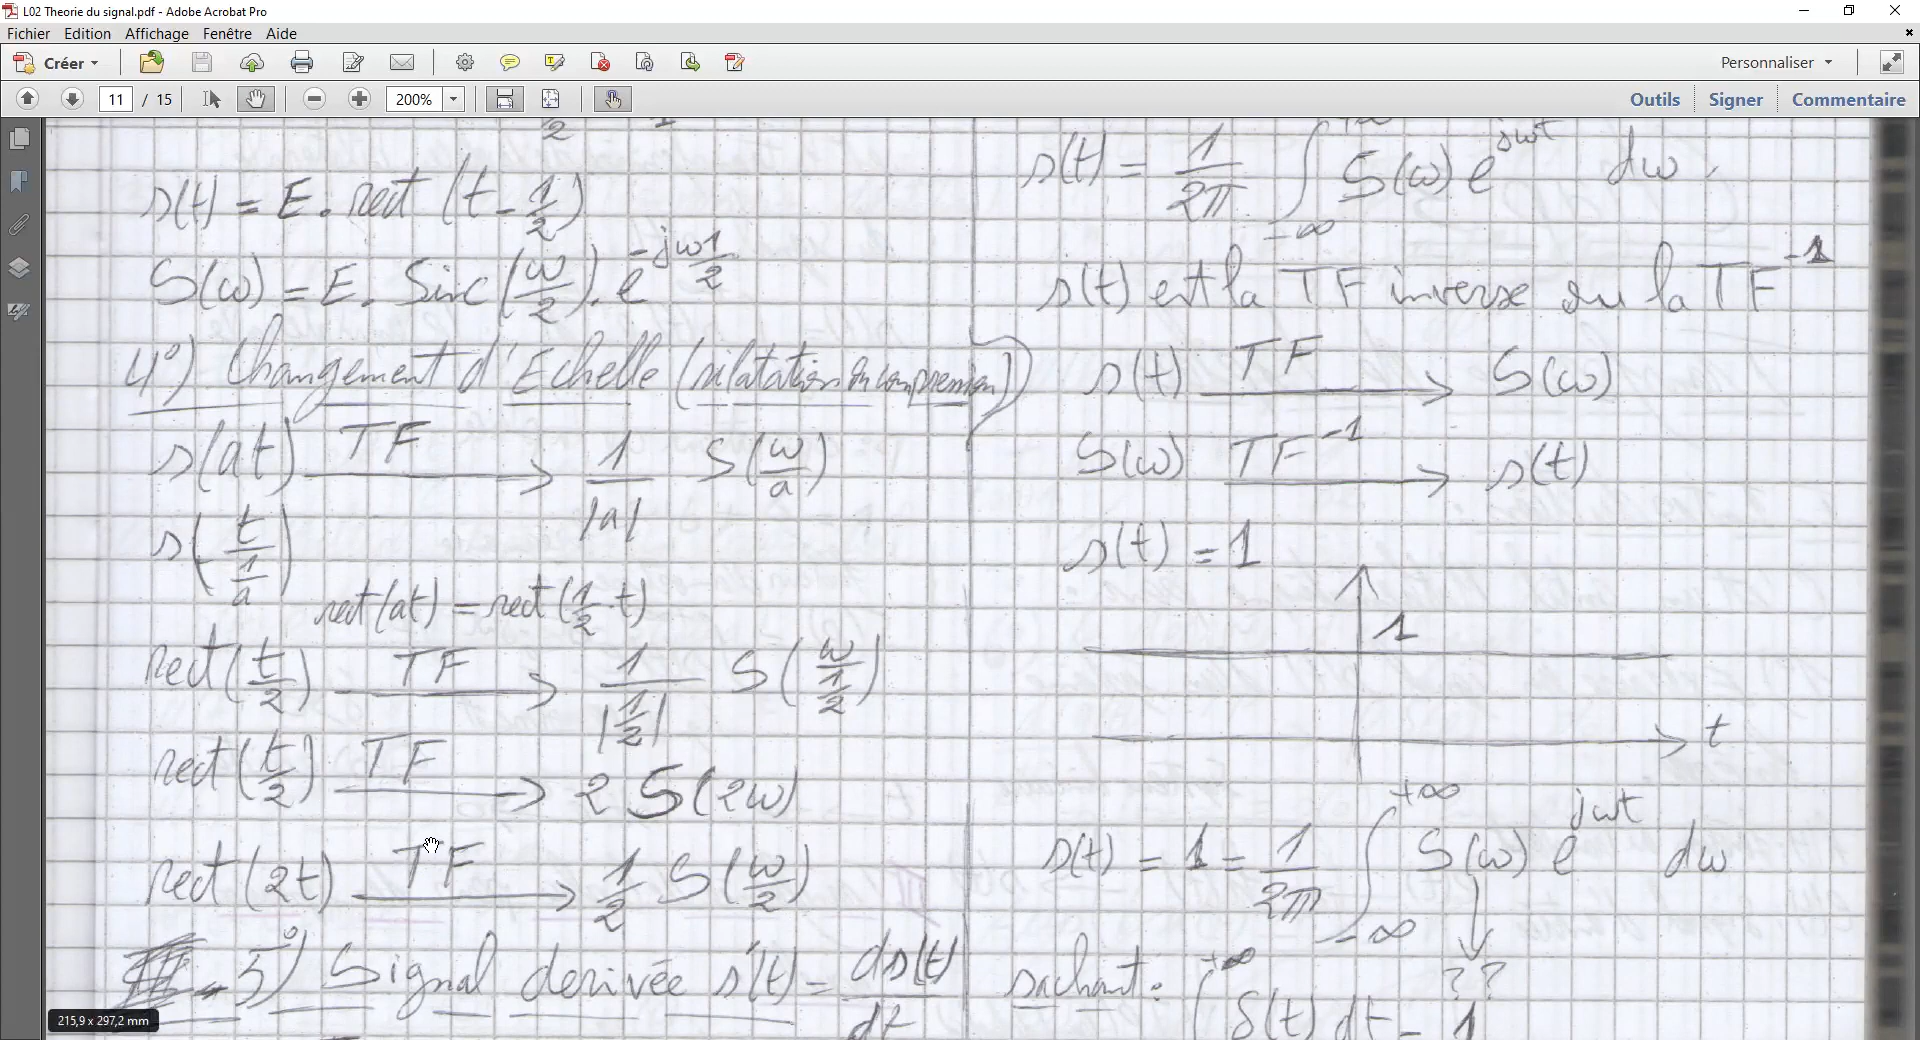 L02 Theorie du signal.pdf - Adobe Acrobat Pro
Fichier Edition Affichage Fenêtre Aide
Créer
Personnaliser
11 / 15
200%
Outils Signer Commentaire
s(t) = E . rect (t - 1/2)
S(ω) = E . Sinc (ω/2) . e^-jω1/2
4°) Changement d'Echelle (dilatation ou compression)
s(at) TF → 1/|a| S(ω/a)
s(t/(1/a))
rect(at) = rect(1/2 . t)
rect(t/2) TF → 1/|1/2| S(ω/(1/2))
rect(t/2) TF → 2 S(2ω)
rect(2t) TF → 1/2 S(ω/2)
5°) Signal derivée s'(t) = ds(t)/dt
s(t) = 1/2π ∫_-∞^+∞ S(ω) e^jωt dω
s(t) est la TF inverse ou la TF^-1
s(t) TF → S(ω)
S(ω) TF^-1 → s(t)
s(t) = 1
1
t
s(t) = 1 = 1/2π ∫_-∞^+∞ S(ω) e^jωt dω
??
sachant : ∫^+∞ δ(t) dt = 1
215,9 x 297,2 mm